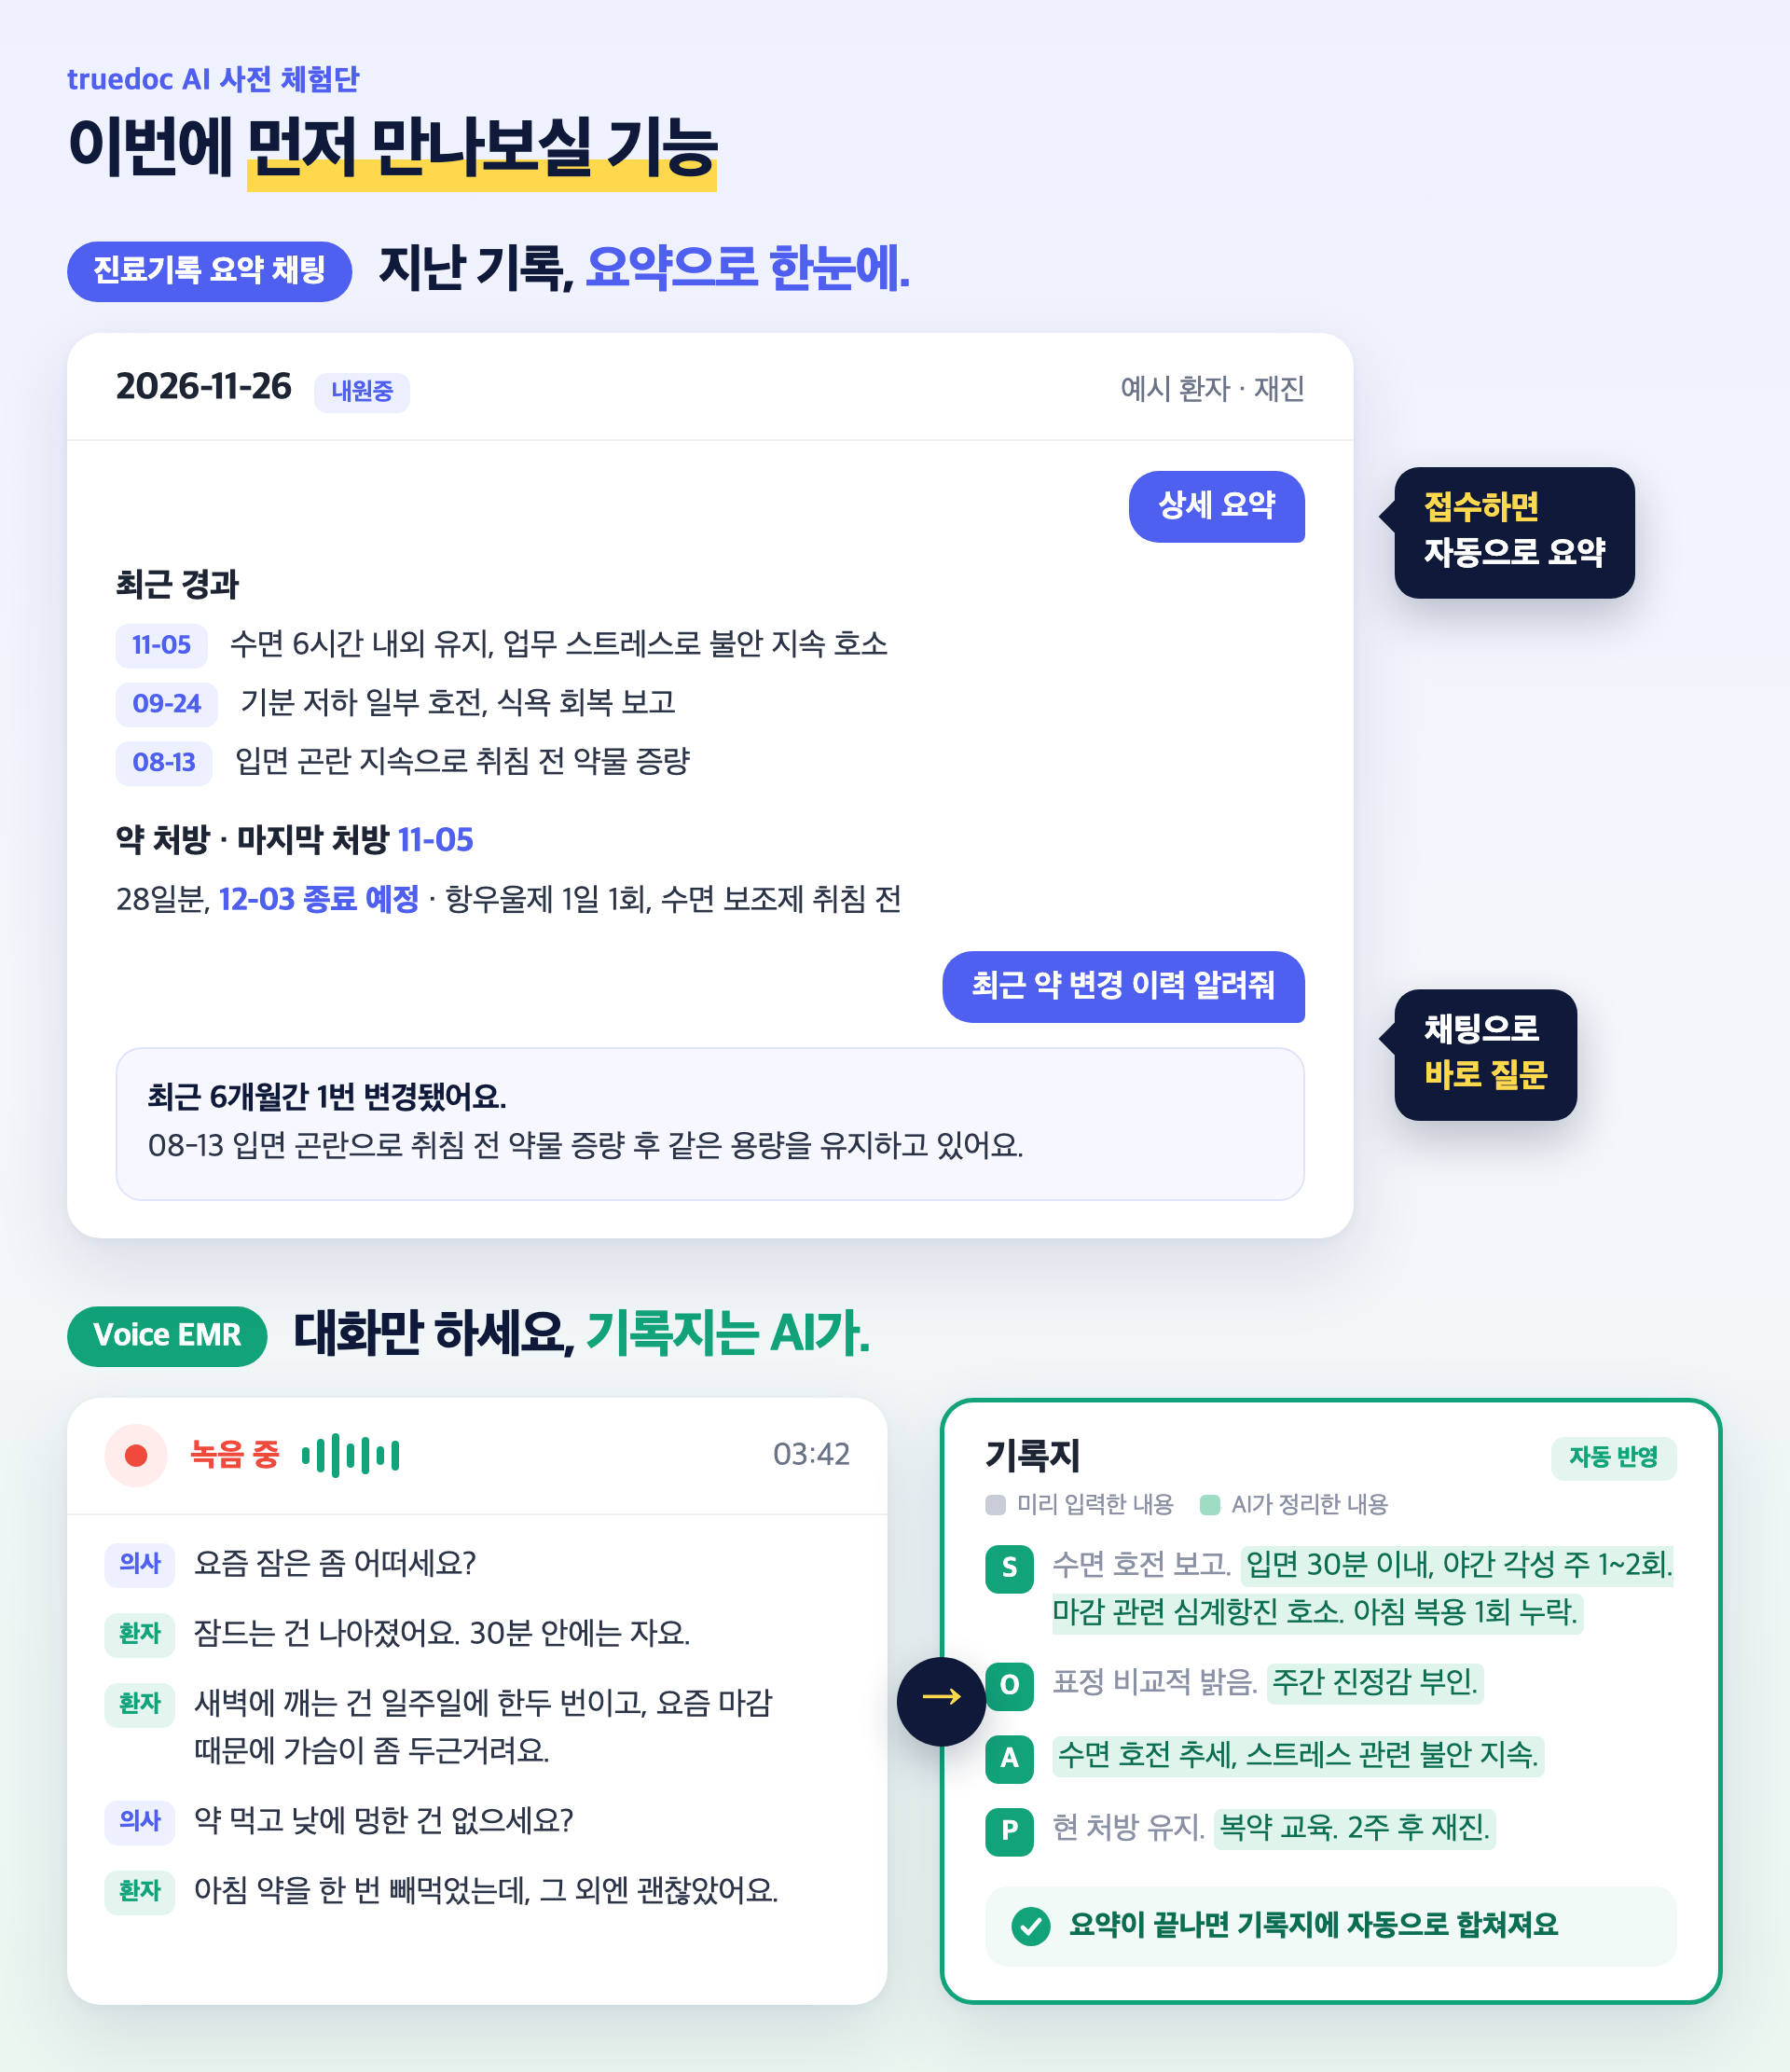 truedoc AI 사전 체험단
이번에 먼저 만나보실 기능
진료기록 요약 채팅
지난 기록, 요약으로 한눈에.
2026-11-26
내원중
예시 환자 · 재진
상세 요약
접수하면
자동으로 요약
최근 경과
11-05 수면 6시간 내외 유지, 업무 스트레스로 불안 지속 호소
09-24 기분 저하 일부 호전, 식욕 회복 보고
08-13 입면 곤란 지속으로 취침 전 약물 증량
약 처방 · 마지막 처방 11-05
28일분, 12-03 종료 예정 · 항우울제 1일 1회, 수면 보조제 취침 전
최근 약 변경 이력 알려줘
채팅으로
바로 질문
최근 6개월간 1번 변경됐어요.
08-13 입면 곤란으로 취침 전 약물 증량 후 같은 용량을 유지하고 있어요.
Voice EMR
대화만 하세요, 기록지는 AI가.
녹음 중
03:42
의사 요즘 잠은 좀 어떠세요?
환자 잠드는 건 나아졌어요. 30분 안에는 자요.
환자 새벽에 깨는 건 일주일에 한두 번이고, 요즘 마감
때문에 가슴이 좀 두근거려요.
의사 약 먹고 낮에 멍한 건 없으세요?
환자 아침 약을 한 번 빼먹었는데, 그 외엔 괜찮았어요.
→
기록지
자동 반영
미리 입력한 내용
AI가 정리한 내용
S 수면 호전 보고. 입면 30분 이내, 야간 각성 주 1~2회.
마감 관련 심계항진 호소. 아침 복용 1회 누락.
O 표정 비교적 밝음. 주간 진정감 부인.
A 수면 호전 추세, 스트레스 관련 불안 지속.
P 현 처방 유지. 복약 교육. 2주 후 재진.
요약이 끝나면 기록지에 자동으로 합쳐져요